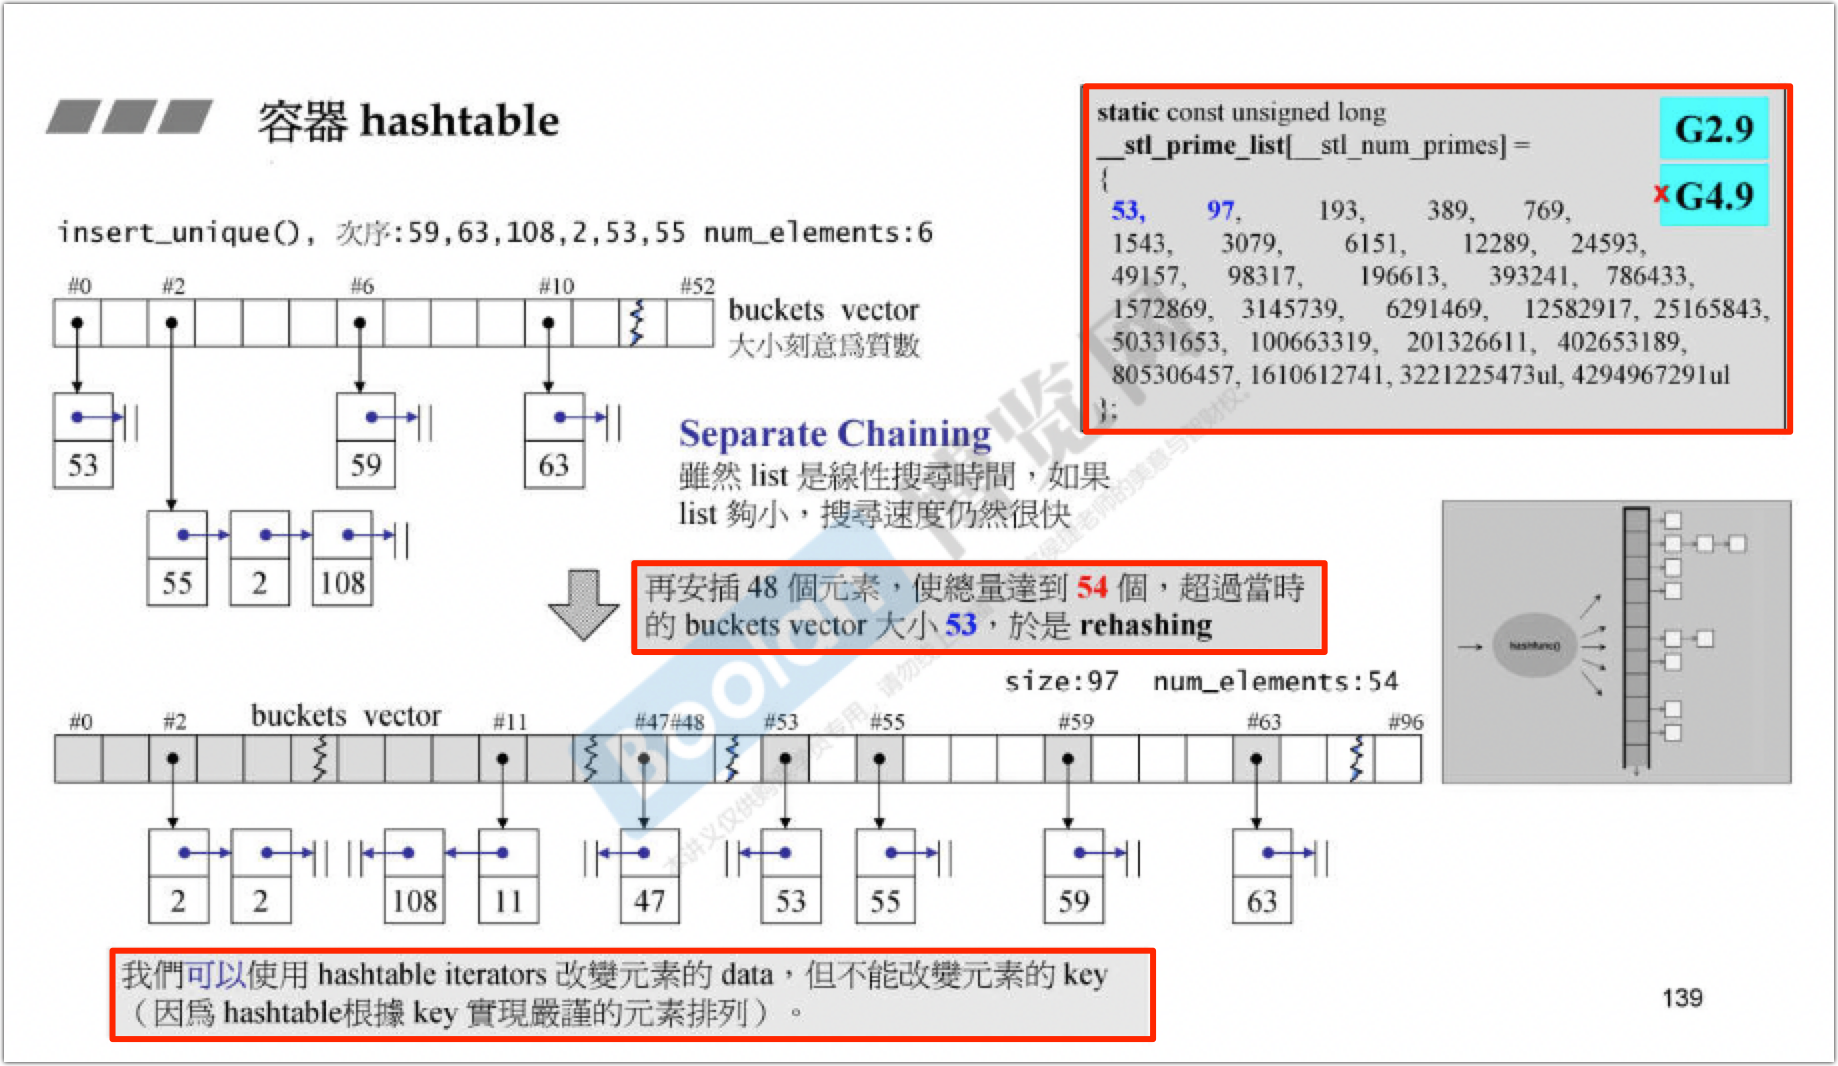 容器 hashtable
static const unsigned long
__stl_prime_list[__stl_num_primes] =
{
53, 97, 193, 389, 769,
1543, 3079, 6151, 12289, 24593,
49157, 98317, 196613, 393241, 786433,
1572869, 3145739, 6291469, 12582917, 25165843,
50331653, 100663319, 201326611, 402653189,
805306457, 1610612741, 3221225473ul, 4294967291ul
};
G2.9
x G4.9
insert_unique(), 次序:59,63,108,2,53,55 num_elements:6
#0 #2 #6 #10 #52
buckets vector
大小刻意爲質數
53 59 63
55 2 108
Separate Chaining
雖然 list 是線性搜尋時間，如果
list 夠小，搜尋速度仍然很快
再安插 48 個元素，使總量達到 54 個，超過當時
的 buckets vector 大小 53，於是 rehashing
hashfunc()
size:97 num_elements:54
#0 #2 buckets vector #11 #47 #48 #53 #55 #59 #63 #96
2 2 108 11 47 53 55 59 63
我們可以使用 hashtable iterators 改變元素的 data，但不能改變元素的 key
（因爲 hashtable根據 key 實現嚴謹的元素排列）。
139
Boolan
博览网